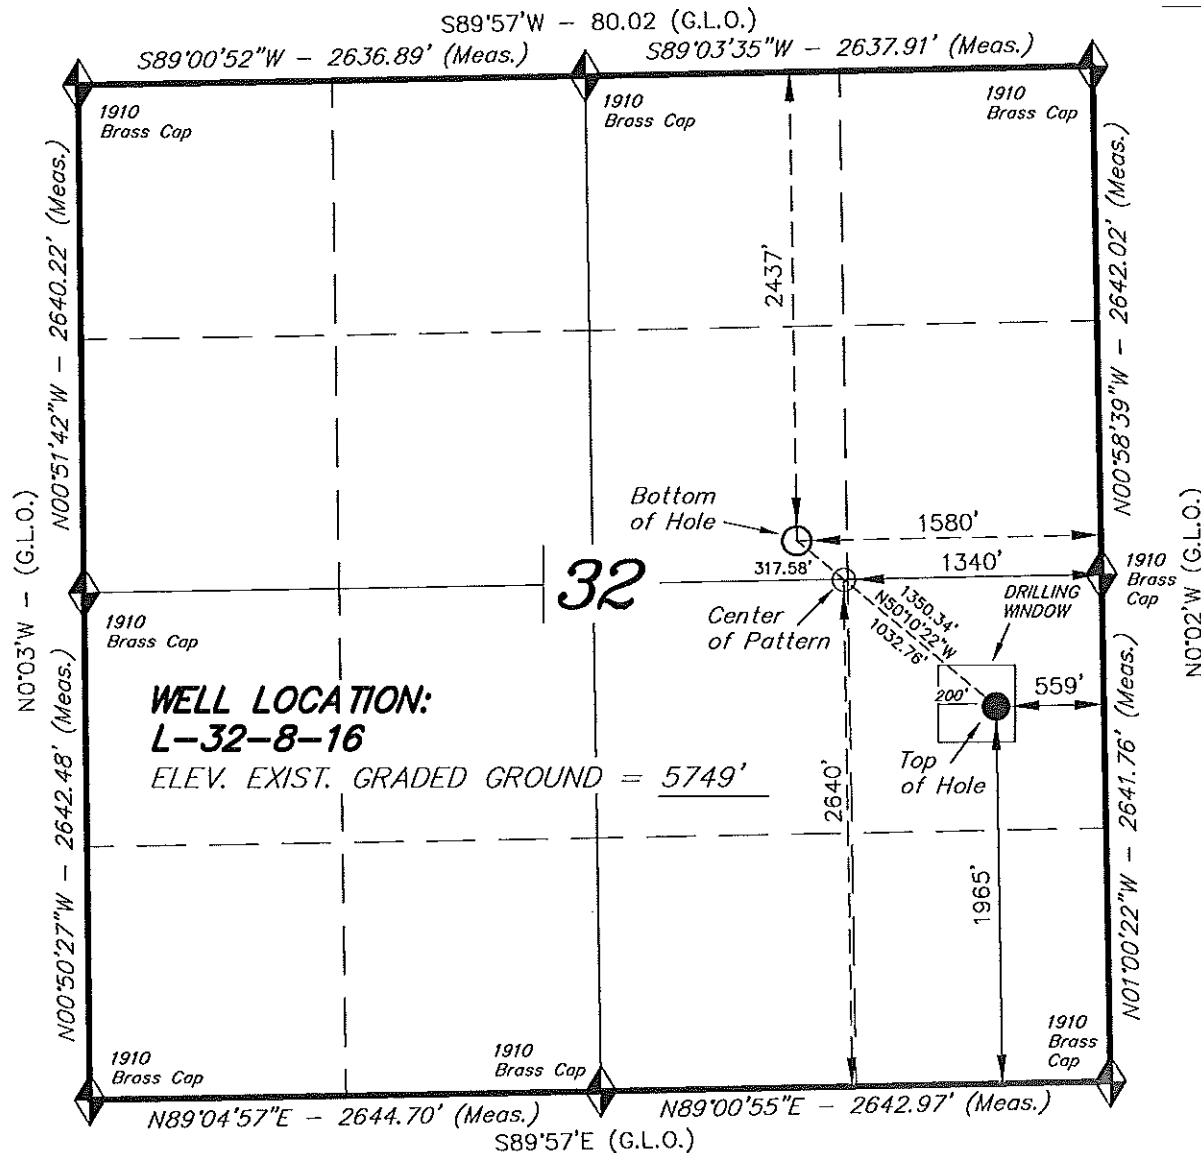 S89°57'W - 80.02 (G.L.O.)
S89°00'52"W - 2636.89' (Meas.)
S89°03'35"W - 2637.91' (Meas.)
1910
Brass Cap
1910
Brass Cap
1910
Brass Cap
N00°51'42"W - 2640.22' (Meas.)
2437'
N00°58'39"W - 2642.02' (Meas.)
N0°03'W - (G.L.O.)
N0°02'W (G.L.O.)
Bottom
of Hole
1580'
317.58'
1340'
32
1910
Brass
Cap
DRILLING
WINDOW
Center
of Pattern
1350.34'
N50°10'22"W
1032.76'
1910
Brass Cap
200'
559'
WELL LOCATION:
L-32-8-16
ELEV. EXIST. GRADED GROUND = 5749'
Top
of Hole
2640'
1965'
N00°50'27"W - 2642.48' (Meas.)
N01°00'22"W - 2641.76' (Meas.)
1910
Brass Cap
1910
Brass Cap
1910
Brass
Cap
N89°04'57"E - 2644.70' (Meas.)
N89°00'55"E - 2642.97' (Meas.)
S89°57'E (G.L.O.)